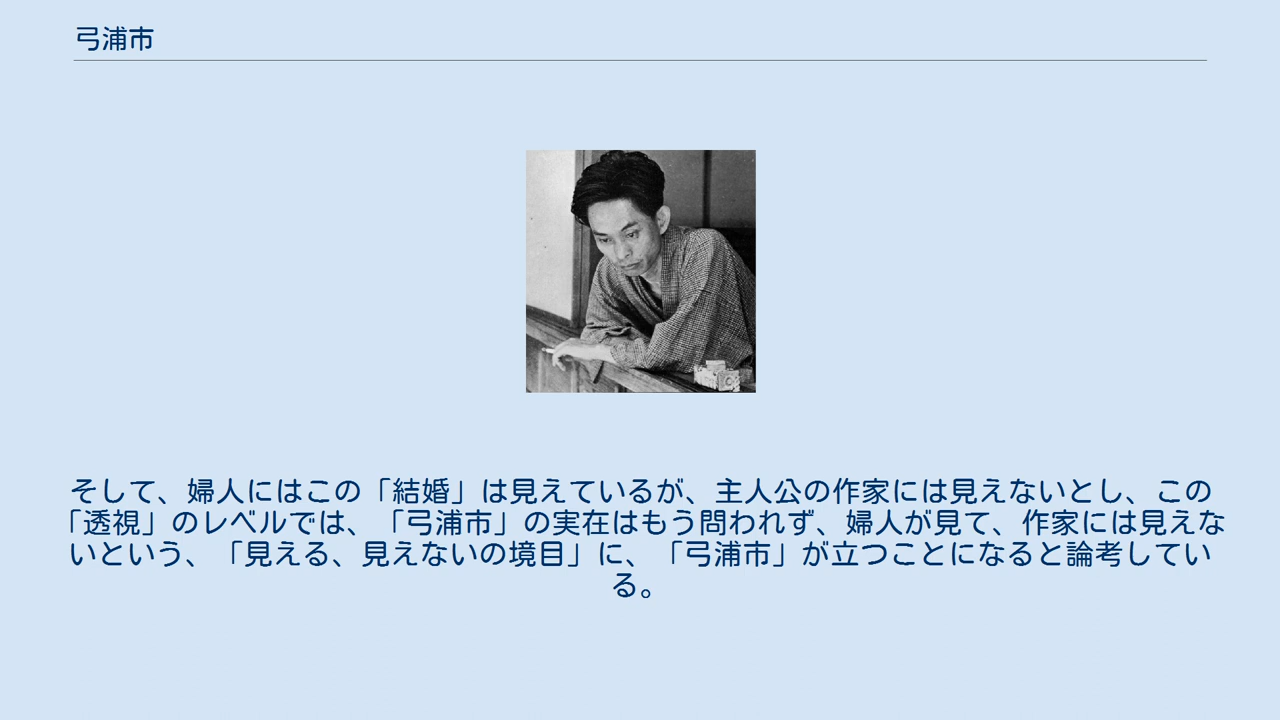 弓浦市
そして、婦人にはこの「結婚」は見えているが、主人公の作家には見えないとし、この
「透視」のレベルでは、「弓浦市」の実在はもう問われず、婦人が見て、作家には見えな
いという、「見える、見えないの境目」に、「弓浦市」が立つことになると論考してい
る。